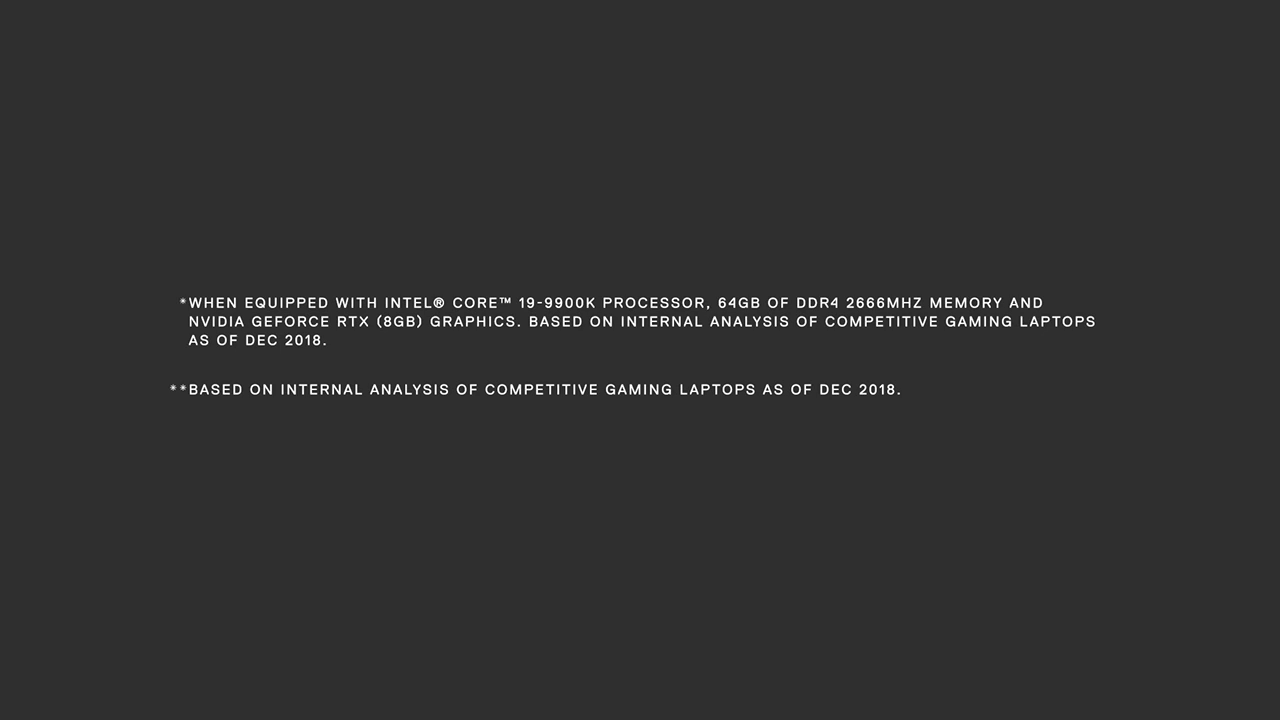 *WHEN EQUIPPED WITH INTEL® CORE™ 19-9900K PROCESSOR, 64GB OF DDR4 2666MHZ MEMORY AND
NVIDIA GEFORCE RTX (8GB) GRAPHICS. BASED ON INTERNAL ANALYSIS OF COMPETITIVE GAMING LAPTOPS
AS OF DEC 2018.
**BASED ON INTERNAL ANALYSIS OF COMPETITIVE GAMING LAPTOPS AS OF DEC 2018.